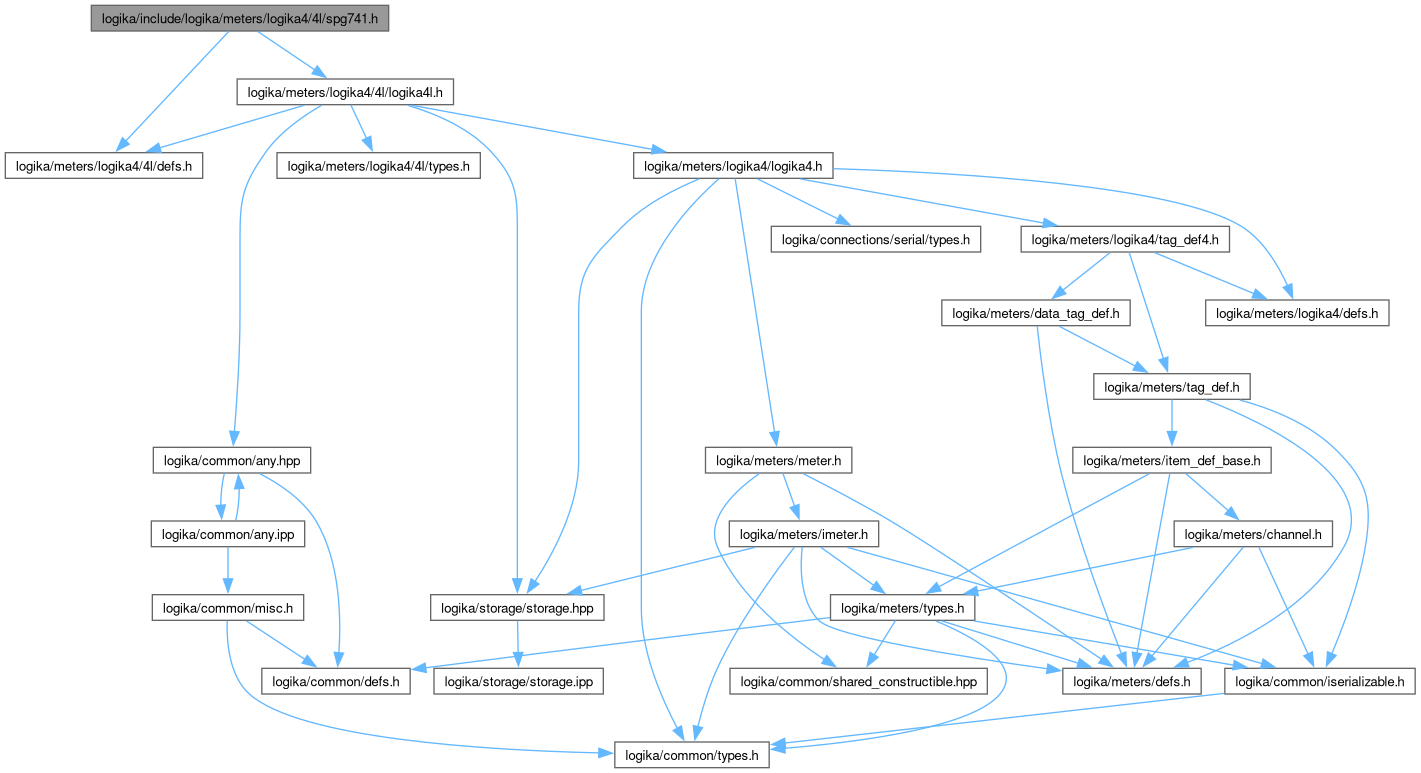 logika/include/logika/meters/logika4/4l/spg741.h
logika/meters/logika4/4l/logika4l.h
logika/meters/logika4/4l/defs.h
logika/meters/logika4/4l/types.h
logika/meters/logika4/logika4.h
logika/connections/serial/types.h
logika/meters/logika4/tag_def4.h
logika/meters/data_tag_def.h
logika/meters/logika4/defs.h
logika/meters/tag_def.h
logika/common/any.hpp
logika/meters/meter.h
logika/meters/item_def_base.h
logika/common/any.ipp
logika/meters/imeter.h
logika/meters/channel.h
logika/common/misc.h
logika/storage/storage.hpp
logika/meters/types.h
logika/common/defs.h
logika/storage/storage.ipp
logika/common/shared_constructible.hpp
logika/meters/defs.h
logika/common/iserializable.h
logika/common/types.h